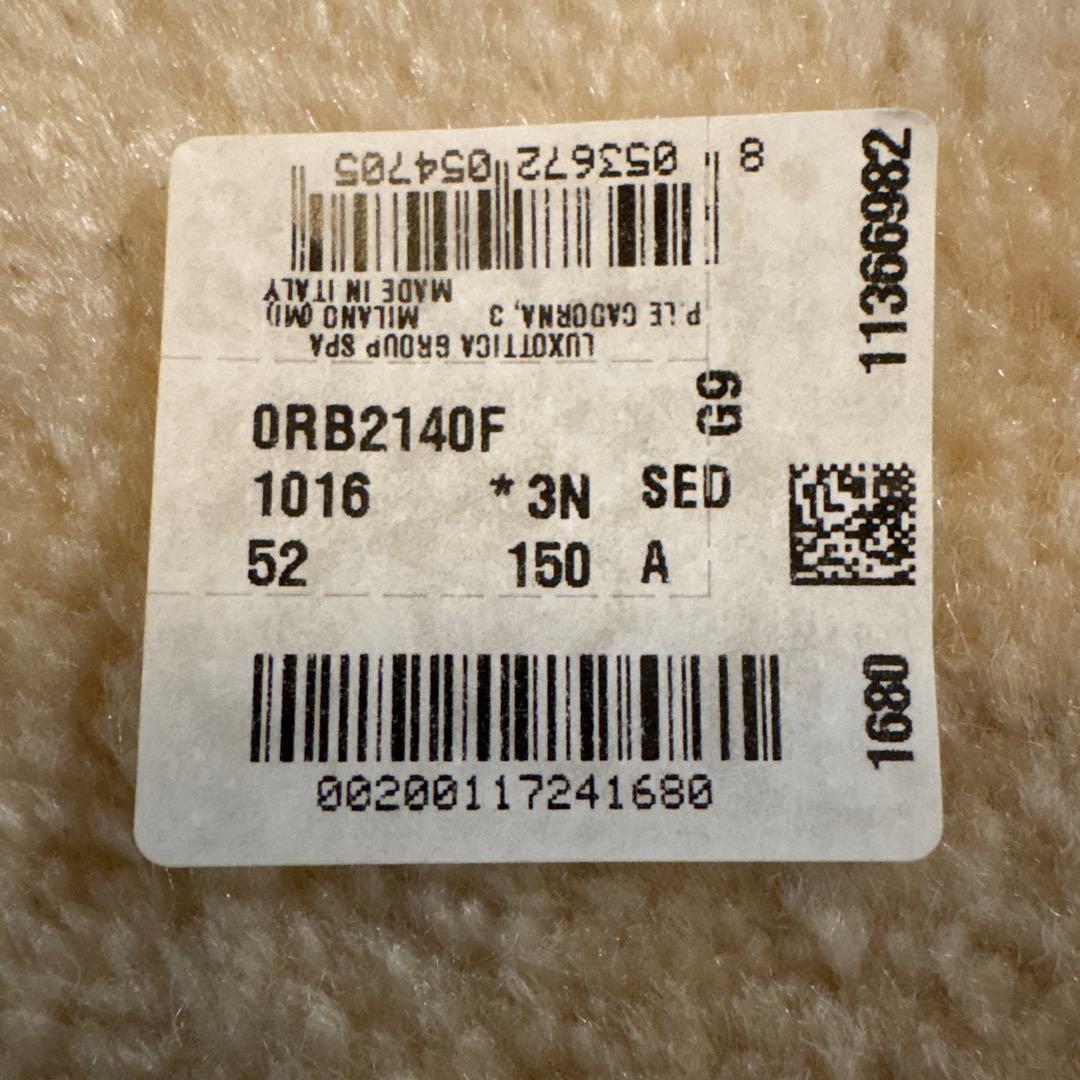 8 053672 054705
LUXOTTICA GROUP SPA
P.LE CADORNA, 3 MILANO (MI)
MADE IN ITALY
0RB2140F G9
1016 *3N SED
52 150 A
00200117241680
11366982
1680